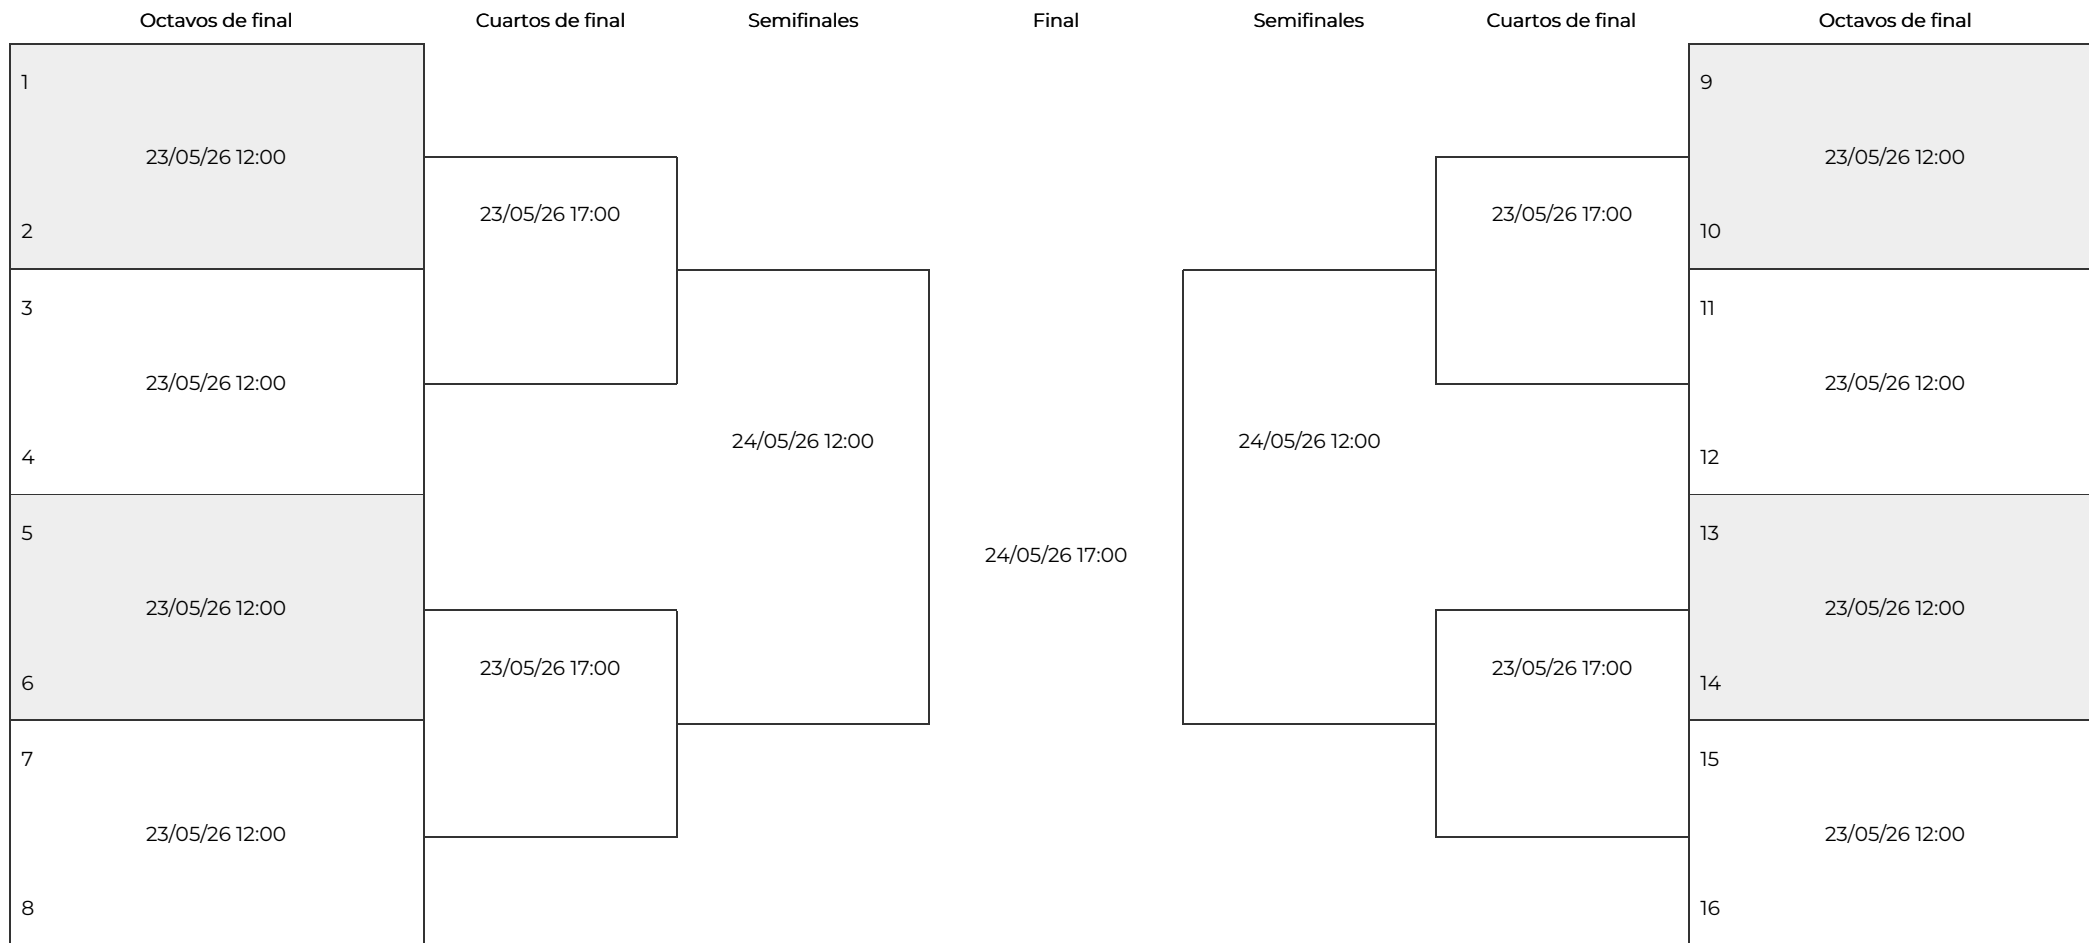 Octavos de final Cuartos de final Semifinales Final Semifinales Cuartos de final Octavos de final
1 9
23/05/26 12:00 23/05/26 12:00
23/05/26 17:00 23/05/26 17:00
2 10
3 11
23/05/26 12:00 23/05/26 12:00
24/05/26 12:00 24/05/26 12:00
4 12
5 13
24/05/26 17:00
23/05/26 12:00 23/05/26 12:00
23/05/26 17:00 23/05/26 17:00
6 14
7 15
23/05/26 12:00 23/05/26 12:00
8 16